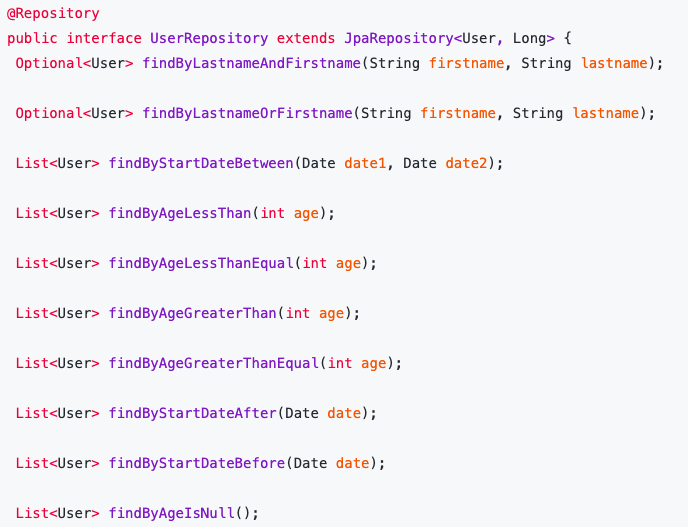 @Repository
public interface UserRepository extends JpaRepository<User, Long> {
Optional<User> findByLastnameAndFirstname(String firstname, String lastname);
Optional<User> findByLastnameOrFirstname(String firstname, String lastname);
List<User> findByStartDateBetween(Date date1, Date date2);
List<User> findByAgeLessThan(int age);
List<User> findByAgeLessThanEqual(int age);
List<User> findByAgeGreaterThan(int age);
List<User> findByAgeGreaterThanEqual(int age);
List<User> findByStartDateAfter(Date date);
List<User> findByStartDateBefore(Date date);
List<User> findByAgeIsNull();